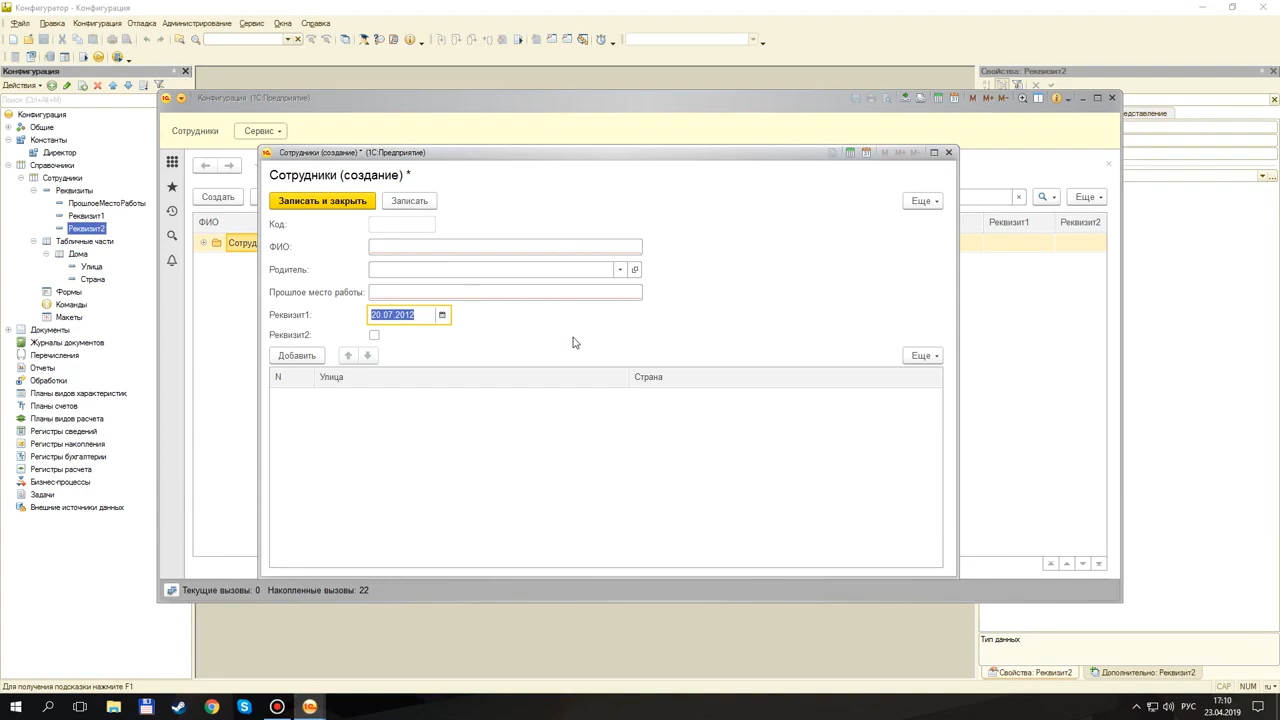 Конфигуратор - Конфигурация
Файл Правка Конфигурация Отладка Администрирование Сервис Окна Справка
Конфигурация
Действия
Поиск (Ctrl+Alt+M)
Конфигурация
Общие
Константы
Директор
Справочники
Сотрудники
Реквизиты
ПрошлоеМестоРаботы
Реквизит1
Реквизит2
Табличные части
Дома
Улица
Страна
Формы
Команды
Макеты
Документы
Журналы документов
Перечисления
Отчеты
Обработки
Планы видов характеристик
Планы счетов
Планы видов расчета
Регистры сведений
Регистры накопления
Регистры бухгалтерии
Регистры расчета
Бизнес-процессы
Задачи
Внешние источники данных
Конфигурация (1С:Предприятие)
M M+ M-
Сотрудники Сервис
Создать
Еще
ФИО Реквизит1 Реквизит2
Сотруд
Сотрудники (создание) * (1С:Предприятие)
M M+ M-
Сотрудники (создание) *
Записать и закрыть Записать Еще
Код:
ФИО:
Родитель:
Прошлое место работы:
Реквизит1: 20.07.2012
Реквизит2:
Добавить Еще
N Улица Страна
Текущие вызовы: 0 Накопленные вызовы: 22
Свойства: Реквизит2
едставление
...
Тип данных
Свойства: Реквизит2 Дополнительно: Реквизит2
Для получения подсказки нажмите F1
CAP NUM ru
РУС
17:10
23.04.2019